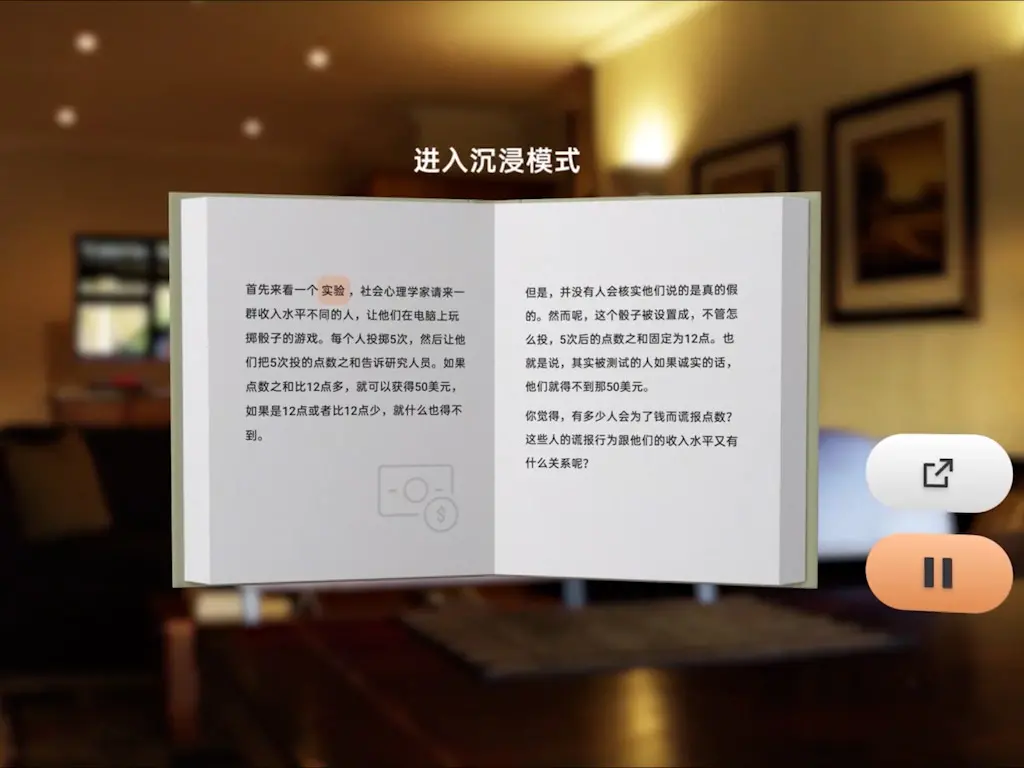 进入沉浸模式
首先来看一个实验，社会心理学家请来一
群收入水平不同的人，让他们在电脑上玩
掷骰子的游戏。每个人投掷5次，然后让他
们把5次投的点数之和告诉研究人员。如果
点数之和比12点多，就可以获得50美元，
如果是12点或者比12点少，就什么也得不
到。
$
但是，并没有人会核实他们说的是真的假
的。然而呢，这个骰子被设置成，不管怎
么投，5次后的点数之和固定为12点。也
就是说，其实被测试的人如果诚实的话，
他们就得不到那50美元。
你觉得，有多少人会为了钱而谎报点数？
这些人的谎报行为跟他们的收入水平又有
什么关系呢？